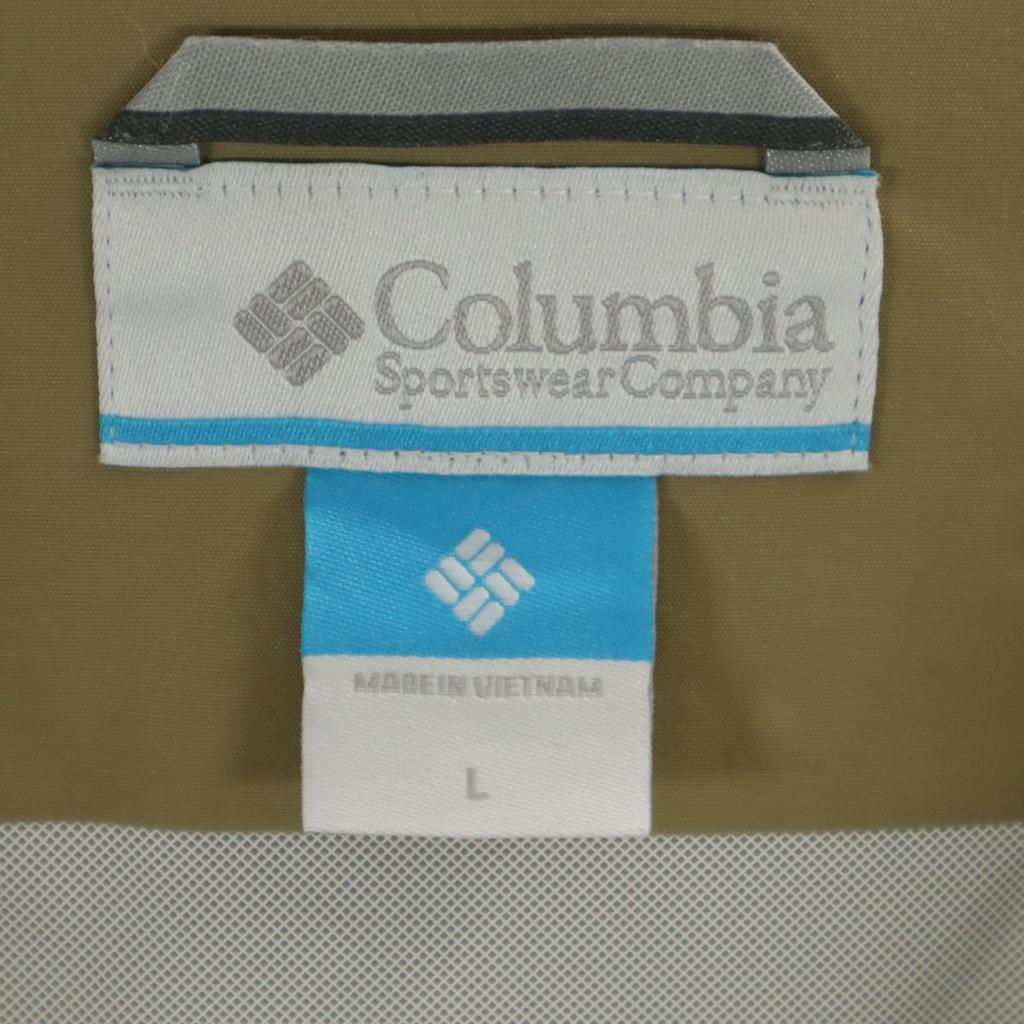 Columbia
Sportswear Company
MADE IN VIETNAM
L